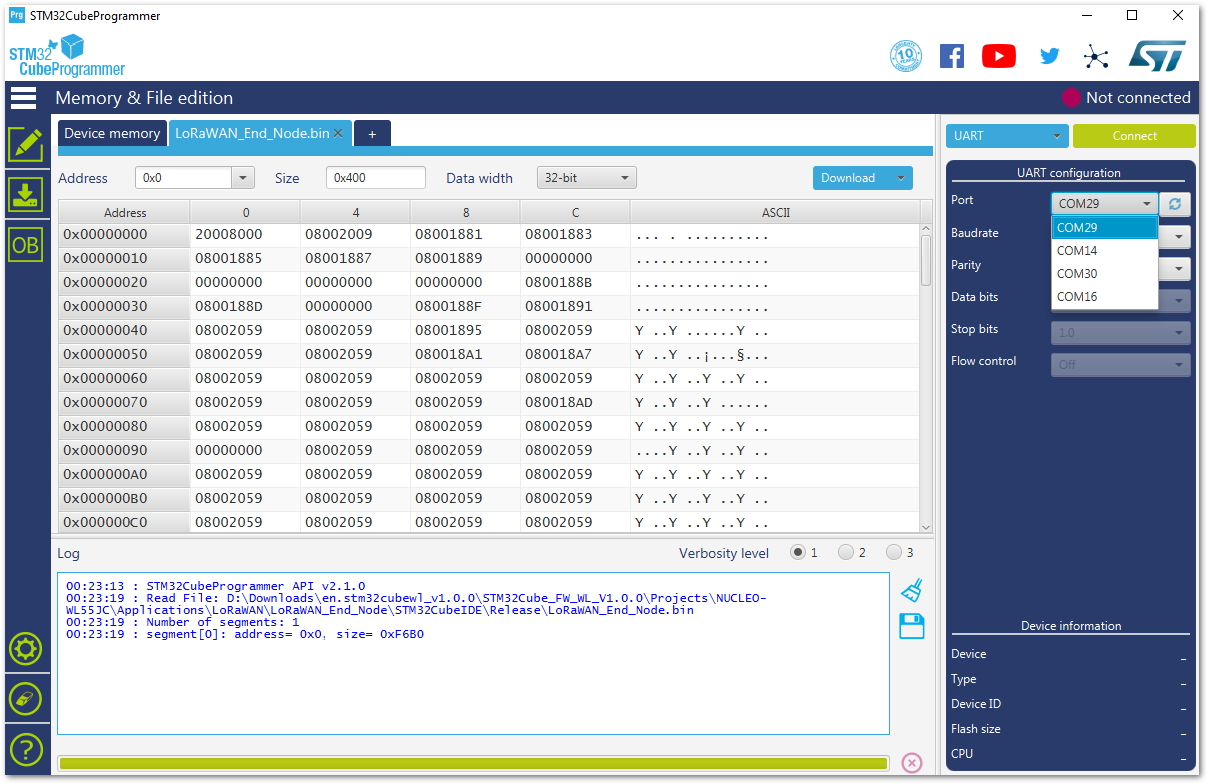 Prg STM32CubeProgrammer
STM32
CubeProgrammer
10
Memory & File edition
Not connected
Device memory LoRaWAN_End_Node.bin × +
UART Connect
Address 0x0 Size 0x400 Data width 32-bit Download
Address 0 4 8 C ASCII
0x00000000 20008000 08002009 08001881 08001883 ... . ..........
0x00000010 08001885 08001887 08001889 00000000 ................
0x00000020 00000000 00000000 00000000 0800188B ................
0x00000030 0800188D 00000000 0800188F 08001891 ................
0x00000040 08002059 08002059 08001895 08002059 Y ..Y ......Y ..
0x00000050 08002059 08002059 080018A1 080018A7 Y ..Y ..¡...§...
0x00000060 08002059 08002059 08002059 08002059 Y ..Y ..Y ..Y ..
0x00000070 08002059 08002059 08002059 080018AD Y ..Y ..Y ......
0x00000080 08002059 08002059 08002059 08002059 Y ..Y ..Y ..Y ..
0x00000090 00000000 08002059 08002059 08002059 ....Y ..Y ..Y ..
0x000000A0 08002059 08002059 08002059 08002059 Y ..Y ..Y ..Y ..
0x000000B0 08002059 08002059 08002059 08002059 Y ..Y ..Y ..Y ..
0x000000C0 08002059 08002059 08002059 08002059 Y ..Y ..Y ..Y ..
OB
Log Verbosity level 1 2 3
00:23:13 : STM32CubeProgrammer API v2.1.0
00:23:19 : Read File: D:\Downloads\en.stm32cubewl_v1.0.0\STM32Cube_FW_WL_V1.0.0\Projects\NUCLEO-
WL55JC\Applications\LoRaWAN\LoRaWAN_End_Node\STM32CubeIDE\Release\LoRaWAN_End_Node.bin
00:23:19 : Number of segments: 1
00:23:19 : segment[0]: address= 0x0, size= 0xF6B0
UART configuration
Port COM29
COM29
COM14
COM30
COM16
Baudrate
Parity
Data bits
Stop bits 1.0
Flow control Off
Device information
Device _
Type _
Device ID _
Flash size _
CPU _
?